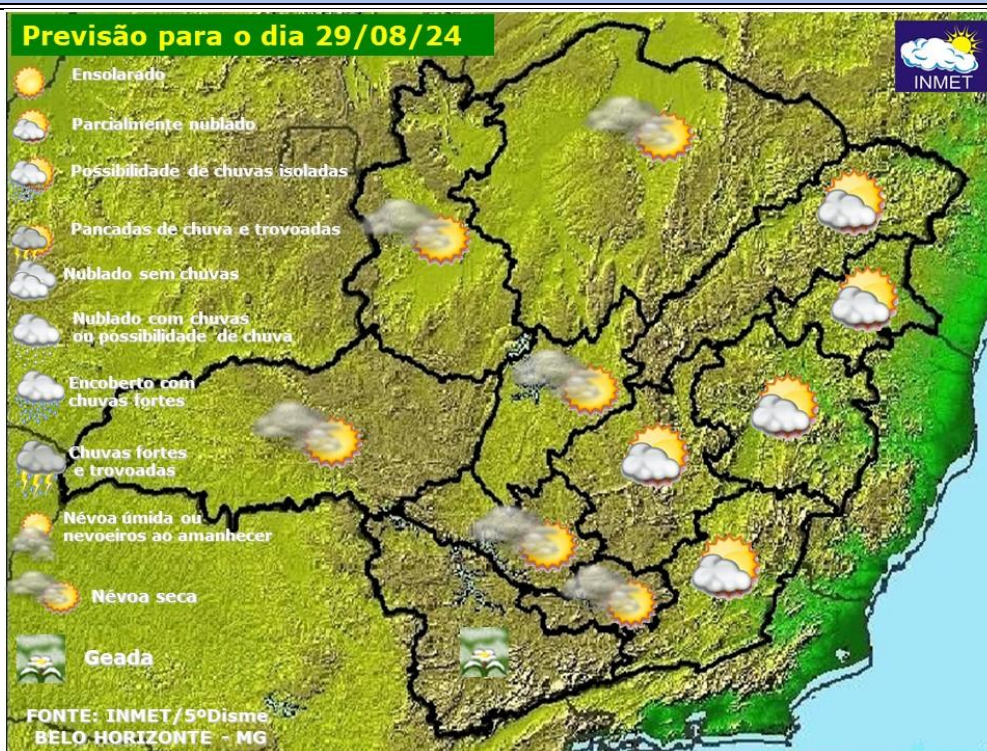 Previsão para o dia 29/08/24
INMET
Ensolarado
Parcialmente nublado
Possibilidade de chuvas isoladas
Pancadas de chuva e trovoadas
Nublado sem chuvas
Nublado com chuvas
ou possibilidade de chuva
Encoberto com
chuvas fortes
Chuvas fortes
e trovoadas
Névoa úmida ou
nevoeiros ao amanhecer
Névoa seca
Geada
FONTE: INMET/5ºDisme
BELO HORIZONTE - MG